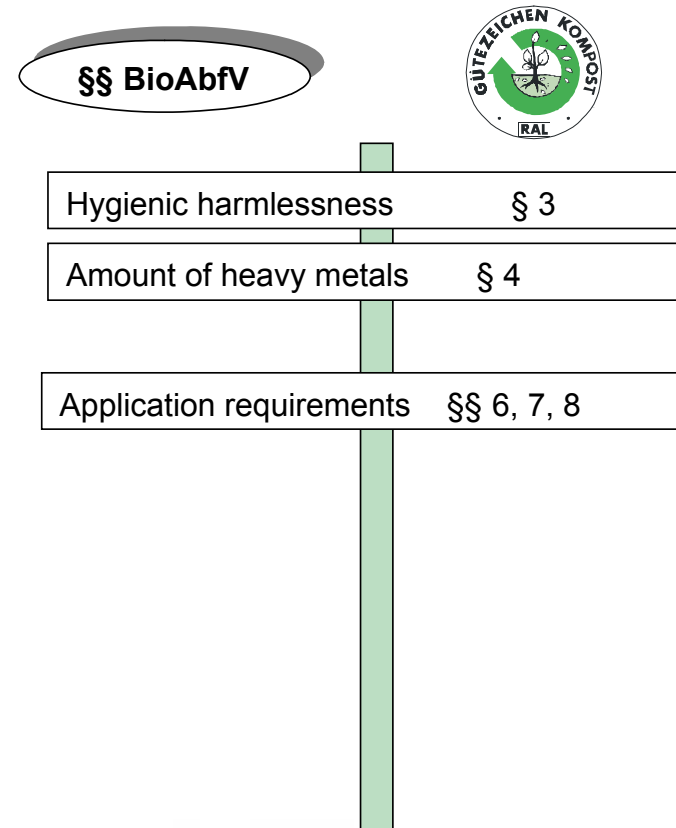 §§ BioAbfV
GÜTEZEICHEN KOMPOST
RAL
Hygienic harmlessness § 3
Amount of heavy metals § 4
Application requirements §§ 6, 7, 8